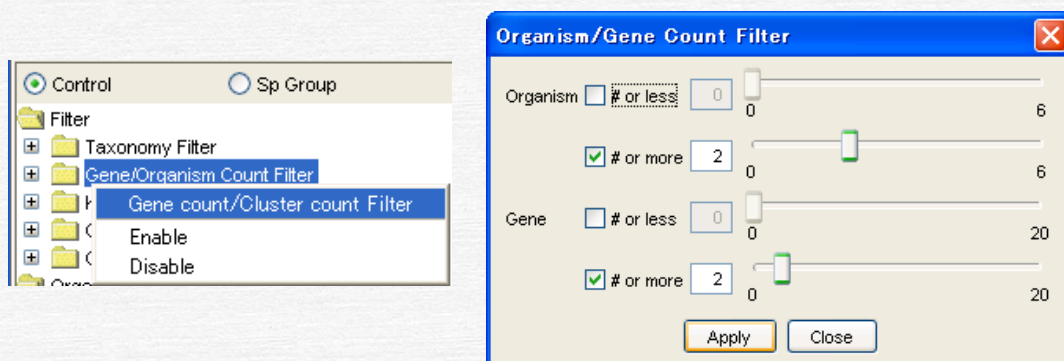 Control Sp Group
Filter
Taxonomy Filter
Gene/Organism Count Filter
Gene count/Cluster count Filter
Enable
Disable
Organism/Gene Count Filter
Organism # or less 0
0 6
# or more 2
0 6
Gene # or less 0
0 20
# or more 2
0 20
Apply Close